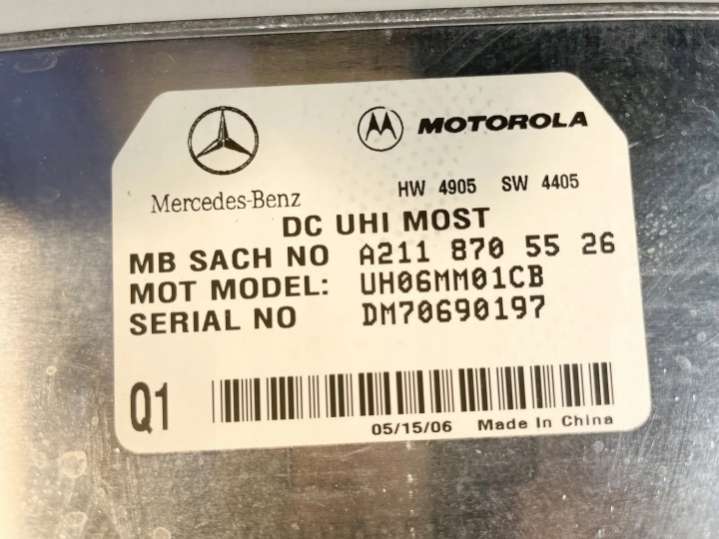 MOTOROLA
Mercedes-Benz
HW 4905 SW 4405
DC UHI MOST
MB SACH NO A211 870 55 26
MOT MODEL: UH06MM01CB
SERIAL NO DM70690197
Q1
05/15/06 Made In China